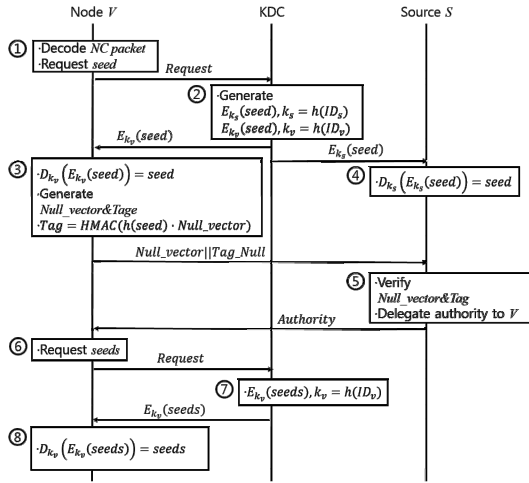 Node V KDC Source S
① ·Decode NC packet
·Request seed
Request
② ·Generate
E_{k_s}(seed), k_s = h(ID_s)
E_{k_v}(seed), k_v = h(ID_v)
E_{k_v}(seed) E_{k_s}(seed)
③ ·D_{k_v}(E_{k_v}(seed)) = seed
·Generate
Null_vector&Tage
·Tag = HMAC(h(seed) · Null_vector)
④ ·D_{k_s}(E_{k_s}(seed)) = seed
Null_vector||Tag_Null
⑤ ·Verify
Null_vector&Tag
·Delegate authority to V
Authority
⑥ ·Request seeds
Request
⑦ ·E_{k_v}(seeds), k_v = h(ID_v)
E_{k_v}(seeds)
⑧ ·D_{k_v}(E_{k_v}(seeds)) = seeds